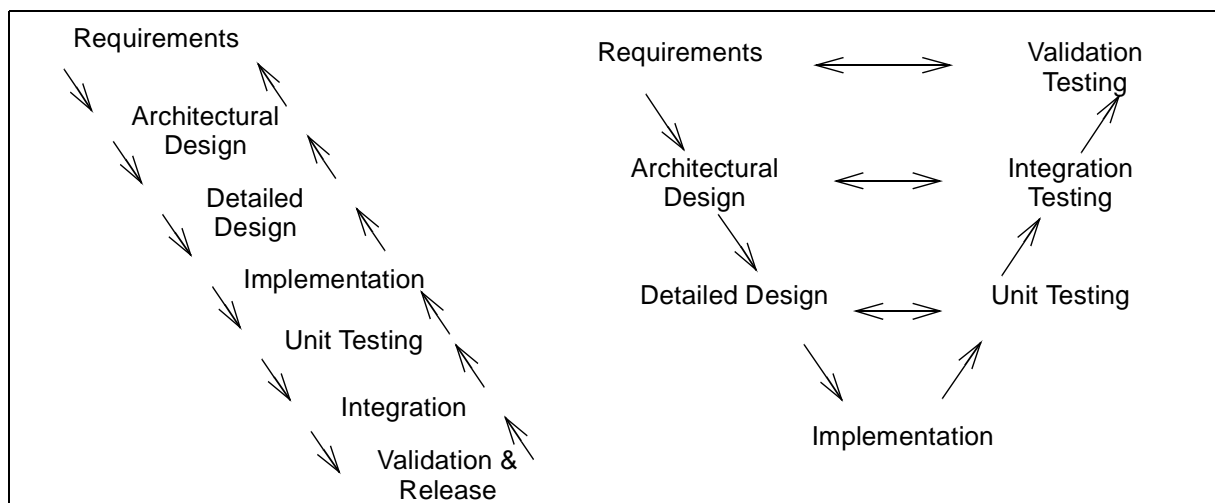 Requirements
Architectural
Design
Detailed
Design
Implementation
Unit Testing
Integration
Validation &
Release
Requirements
Validation
Testing
Architectural
Design
Integration
Testing
Detailed Design
Unit Testing
Implementation